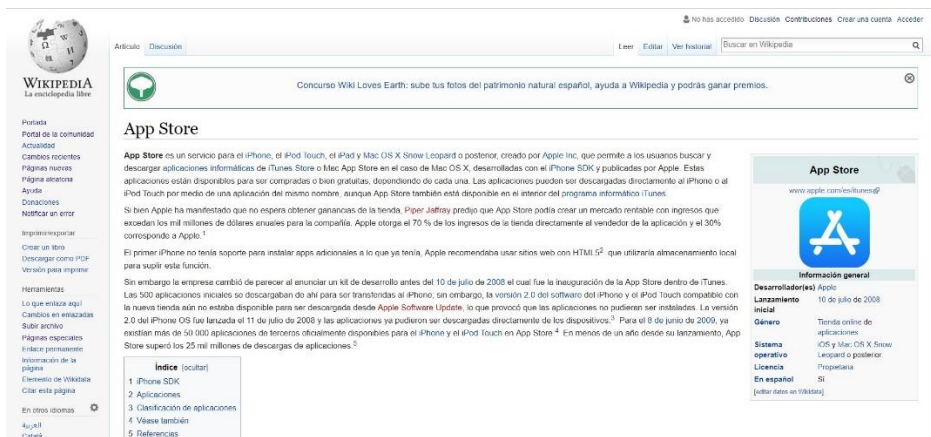 No has accedido Discusión Contribuciones Crear una cuenta Acceder
Artículo Discusión
Leer Editar Ver historial Buscar en Wikipedia
WIKIPEDIA
La enciclopedia libre
Portada
Portal de la comunidad
Actualidad
Cambios recientes
Páginas nuevas
Página aleatoria
Ayuda
Donaciones
Notificar un error
Imprimir/exportar
Crear un libro
Descargar como PDF
Versión para imprimir
Herramientas
Lo que enlaza aquí
Cambios en enlazadas
Subir archivo
Páginas especiales
Enlace permanente
Información de la
página
Elemento de Wikidata
Citar esta página
En otros idiomas
العربية
Català
Concurso Wiki Loves Earth: sube tus fotos del patrimonio natural español, ayuda a Wikipedia y podrás ganar premios.
App Store
App Store es un servicio para el iPhone, el iPod Touch, el iPad y Mac OS X Snow Leopard o posterior, creado por Apple Inc, que permite a los usuarios buscar y
descargar aplicaciones informáticas de iTunes Store o Mac App Store en el caso de Mac OS X, desarrolladas con el iPhone SDK y publicadas por Apple. Estas
aplicaciones están disponibles para ser compradas o bien gratuitas, dependiendo de cada una. Las aplicaciones pueden ser descargadas directamente al iPhone o al
iPod Touch por medio de una aplicación del mismo nombre, aunque App Store también está disponible en el interior del programa informático iTunes.
Si bien Apple ha manifestado que no espera obtener ganancias de la tienda, Piper Jaffray predijo que App Store podía crear un mercado rentable con ingresos que
excedan los mil millones de dólares anuales para la compañía. Apple otorga el 70 % de los ingresos de la tienda directamente al vendedor de la aplicación y el 30%
corresponde a Apple.1
El primer iPhone no tenía soporte para instalar apps adicionales a lo que ya tenía, Apple recomendaba usar sitios web con HTML52 que utilizaría almacenamiento local
para suplir esta función.
Sin embargo la empresa cambió de parecer al anunciar un kit de desarrollo antes del 10 de julio de 2008 el cual fue la inauguración de la App Store dentro de iTunes.
Las 500 aplicaciones iniciales se descargaban de ahí para ser transferidas al iPhone; sin embargo, la versión 2.0 del software del iPhone y el iPod Touch compatible con
la nueva tienda aún no estaba disponible para ser descargada desde Apple Software Update, lo que provocó que las aplicaciones no pudieran ser instaladas. La versión
2.0 del iPhone OS fue lanzada el 11 de julio de 2008 y las aplicaciones ya pudieron ser descargadas directamente de los dispositivos.3 Para el 8 de junio de 2009, ya
existían más de 50 000 aplicaciones de terceros oficialmente disponibles para el iPhone y el iPod Touch en App Store.4 En menos de un año desde su lanzamiento, App
Store superó los 25 mil millones de descargas de aplicaciones.5
Índice [ocultar]
1 iPhone SDK
2 Aplicaciones
3 Clasificación de aplicaciones
4 Véase también
5 Referencias
App Store
www.apple.com/es/itunes
Información general
Desarrollador(es) Apple
Lanzamiento 10 de julio de 2008
inicial
Género Tienda online de
aplicaciones
Sistema iOS y Mac OS X Snow
operativo Leopard o posterior.
Licencia Propietaria
En español Sí
[editar datos en Wikidata]